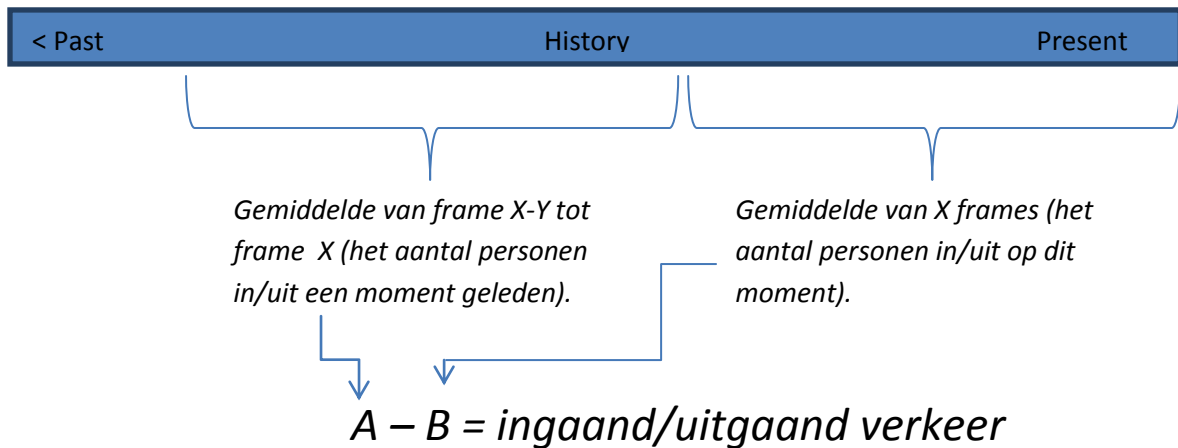 < Past History Present
Gemiddelde van frame X-Y tot
frame X (het aantal personen
in/uit een moment geleden).
Gemiddelde van X frames (het
aantal personen in/uit op dit
moment).
A – B = ingaand/uitgaand verkeer